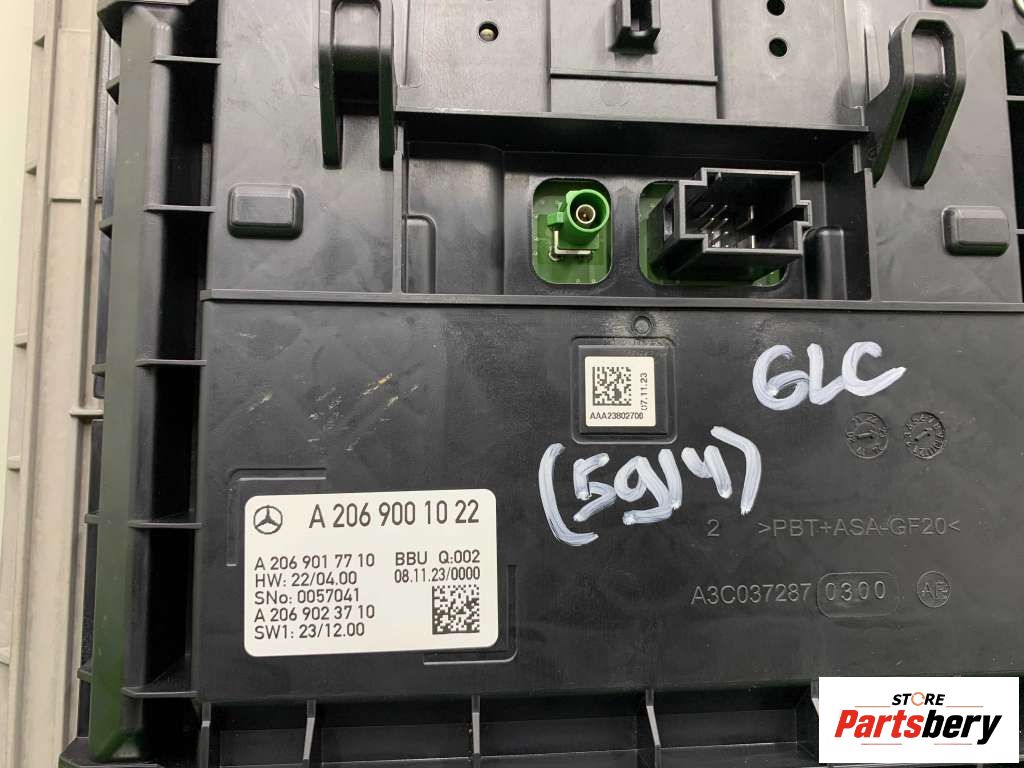 07.11.23
AAA23802700
GLC
(5914)
A 206 900 10 22
A 206 901 77 10 BBU Q:002
HW: 22/04.00 08.11.23/0000
SNo: 0057041
A 206 902 37 10
SW1: 23/12.00
2 >PBT+ASA-GF20<
A3C037287 0300
STORE
Partsbery